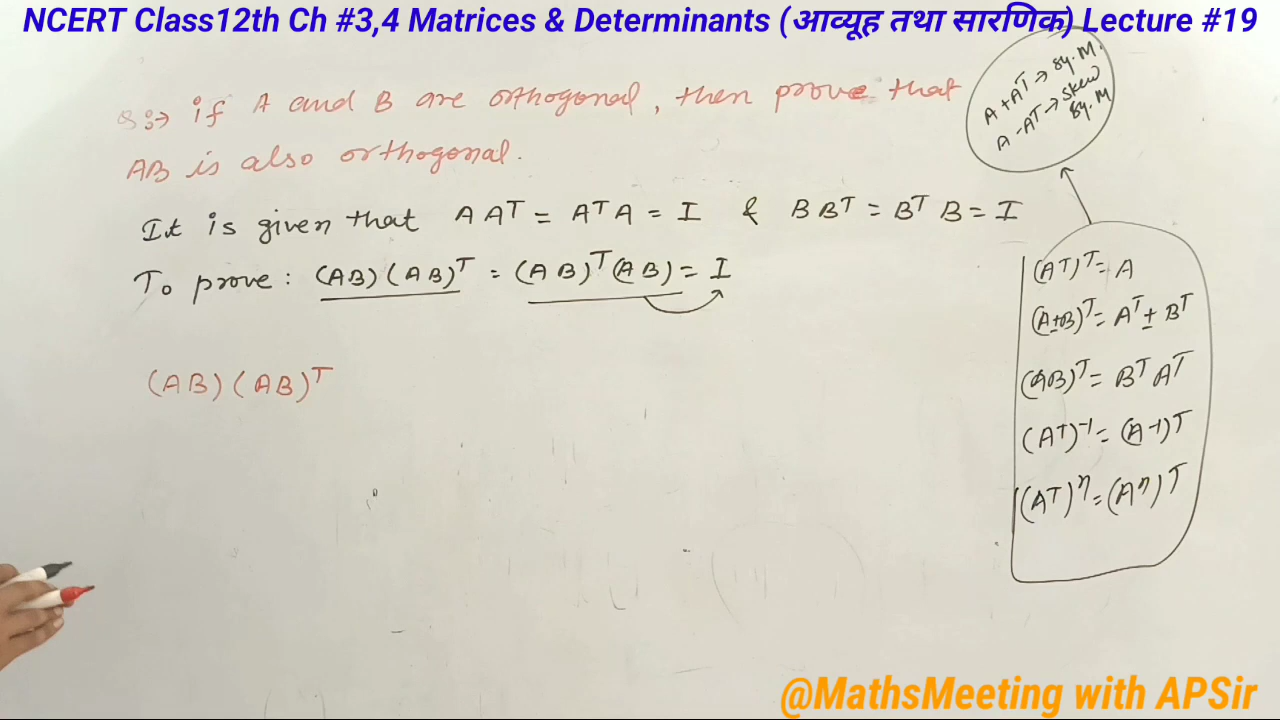 NCERT Class12th Ch #3,4 Matrices & Determinants (आव्यूह तथा सारणिक) Lecture #19
Q:→ if A and B are orthogonal, then prove that
AB is also orthogonal.
It is given that AAᵀ = AᵀA = I & BBᵀ = BᵀB = I
To prove: (AB)(AB)ᵀ = (AB)ᵀ(AB) = I
(AB)(AB)ᵀ
A+Aᵀ → sy.M.
A-Aᵀ → skew
sy.M
(Aᵀ)ᵀ = A
(A±B)ᵀ = Aᵀ ± Bᵀ
(AB)ᵀ = BᵀAᵀ
(Aᵀ)⁻¹ = (A⁻¹)ᵀ
(Aᵀ)ⁿ = (Aⁿ)ᵀ
@MathsMeeting with APSir